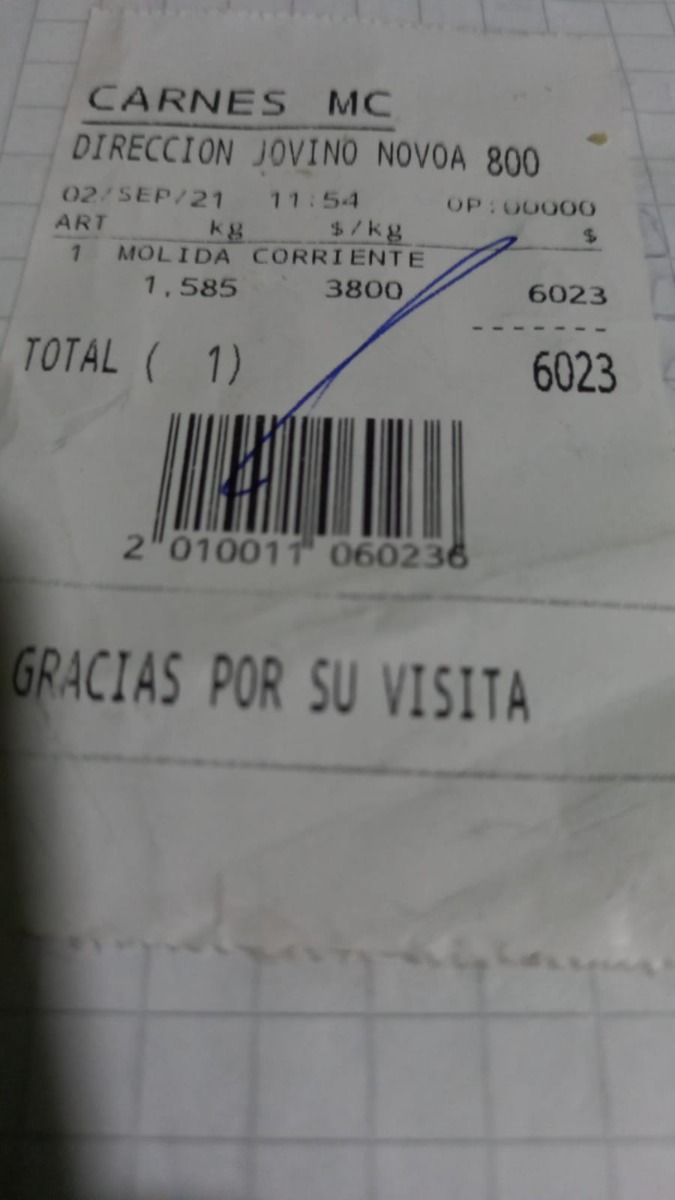 CARNES MC
DIRECCION JOVINO NOVOA 800
02/SEP/21 11:54 OP:00000
ART kg $/kg $
1 MOLIDA CORRIENTE
1,585 3800 6023
-------
TOTAL ( 1) 6023
2 010011 060236
GRACIAS POR SU VISITA